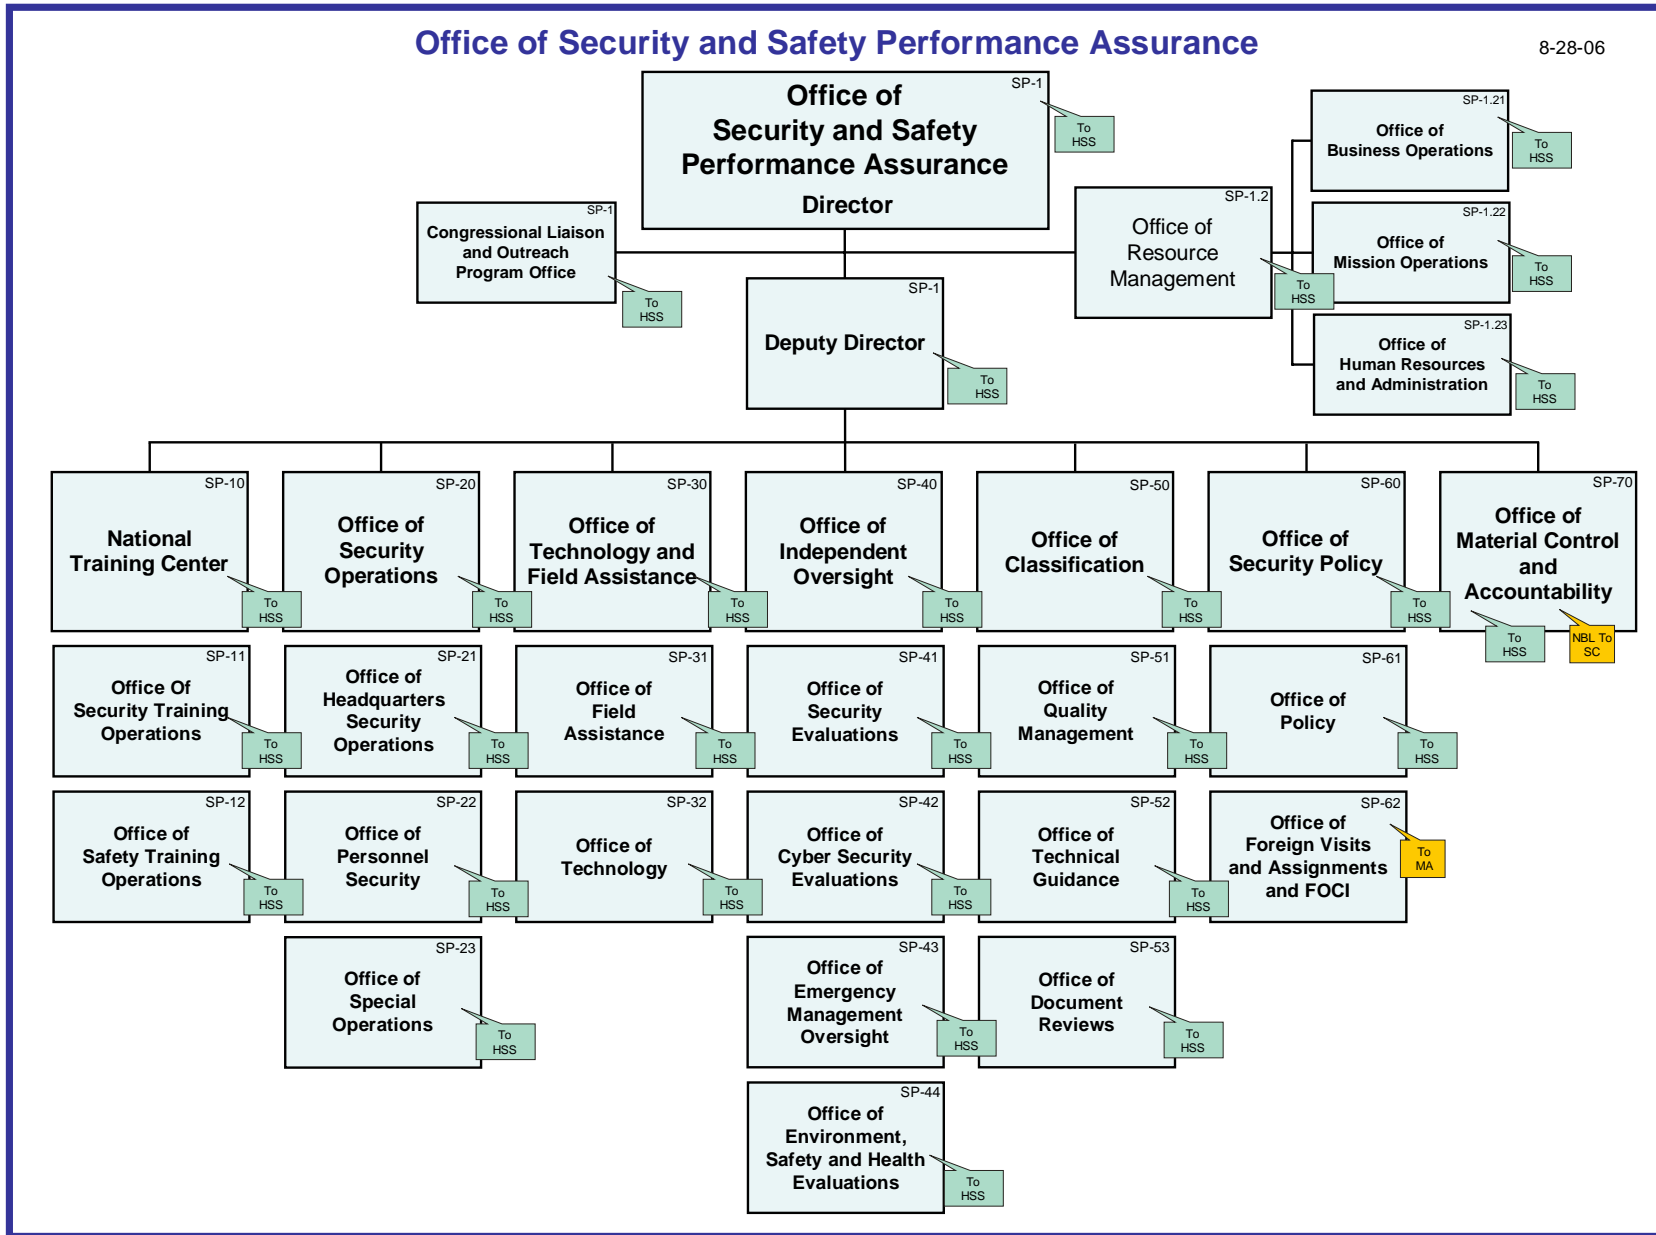 Office of Security and Safety Performance Assurance
8-28-06
SP-1
Office of
Security and Safety
Performance Assurance
Director
To
HSS
SP-1.21
Office of
Business Operations
To
HSS
SP-1
Congressional Liaison
and Outreach
Program Office
To
HSS
SP-1.2
Office of
Resource
Management
To
HSS
SP-1.22
Office of
Mission Operations
To
HSS
SP-1
Deputy Director
To
HSS
SP-1.23
Office of
Human Resources
and Administration
To
HSS
SP-10
National
Training Center
To
HSS
SP-20
Office of
Security
Operations
To
HSS
SP-30
Office of
Technology and
Field Assistance
To
HSS
SP-40
Office of
Independent
Oversight
To
HSS
SP-50
Office of
Classification
To
HSS
SP-60
Office of
Security Policy
To
HSS
SP-70
Office of
Material Control
and
Accountability
To
HSS
NBL To
SC
SP-11
Office Of
Security Training
Operations
To
HSS
SP-21
Office of
Headquarters
Security
Operations
To
HSS
SP-31
Office of
Field
Assistance
To
HSS
SP-41
Office of
Security
Evaluations
To
HSS
SP-51
Office of
Quality
Management
To
HSS
SP-61
Office of
Policy
To
HSS
SP-12
Office of
Safety Training
Operations
To
HSS
SP-22
Office of
Personnel
Security
To
HSS
SP-32
Office of
Technology
To
HSS
SP-42
Office of
Cyber Security
Evaluations
To
HSS
SP-52
Office of
Technical
Guidance
To
HSS
SP-62
Office of
Foreign Visits
and Assignments
and FOCI
To
MA
SP-23
Office of
Special
Operations
To
HSS
SP-43
Office of
Emergency
Management
Oversight
To
HSS
SP-53
Office of
Document
Reviews
To
HSS
SP-44
Office of
Environment,
Safety and Health
Evaluations
To
HSS